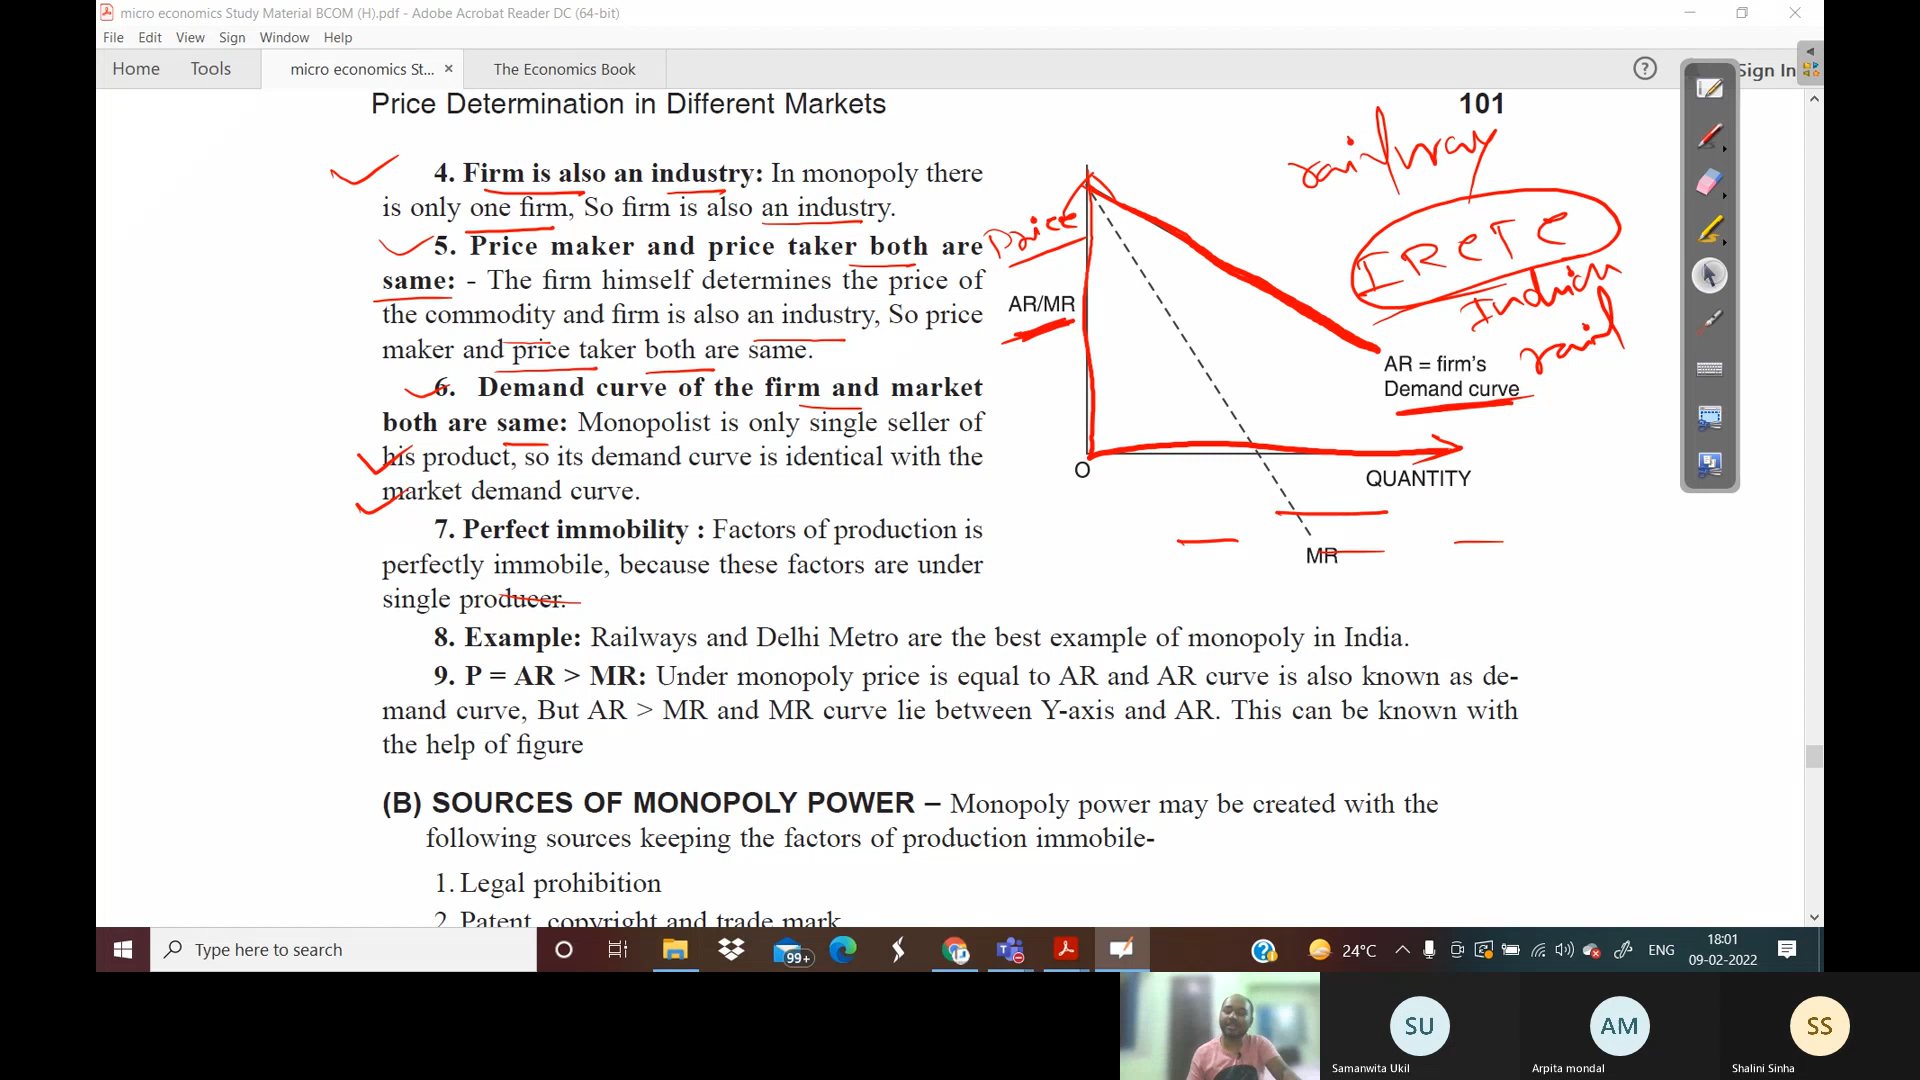 micro economics Study Material BCOM (H).pdf - Adobe Acrobat Reader DC (64-bit)
File Edit View Sign Window Help
Home Tools micro economics St... × The Economics Book ? Sign In
Price Determination in Different Markets 101
railway
4. Firm is also an industry: In monopoly there
is only one firm, So firm is also an industry.
5. Price maker and price taker both are
same: - The firm himself determines the price of
the commodity and firm is also an industry, So price
maker and price taker both are same.
6. Demand curve of the firm and market
both are same: Monopolist is only single seller of
his product, so its demand curve is identical with the
market demand curve.
7. Perfect immobility : Factors of production is
perfectly immobile, because these factors are under
single producer.
Price
AR/MR
IRCTC
Indian
rail
AR = firm's
Demand curve
O
QUANTITY
MR
8. Example: Railways and Delhi Metro are the best example of monopoly in India.
9. P = AR > MR: Under monopoly price is equal to AR and AR curve is also known as de-
mand curve, But AR > MR and MR curve lie between Y-axis and AR. This can be known with
the help of figure
(B) SOURCES OF MONOPOLY POWER – Monopoly power may be created with the
following sources keeping the factors of production immobile-
1. Legal prohibition
2. Patent, copyright and trade mark
Type here to search 99+ 24°C ENG 18:01
09-02-2022
SU AM SS
Samanwita Ukil Arpita mondal Shalini Sinha